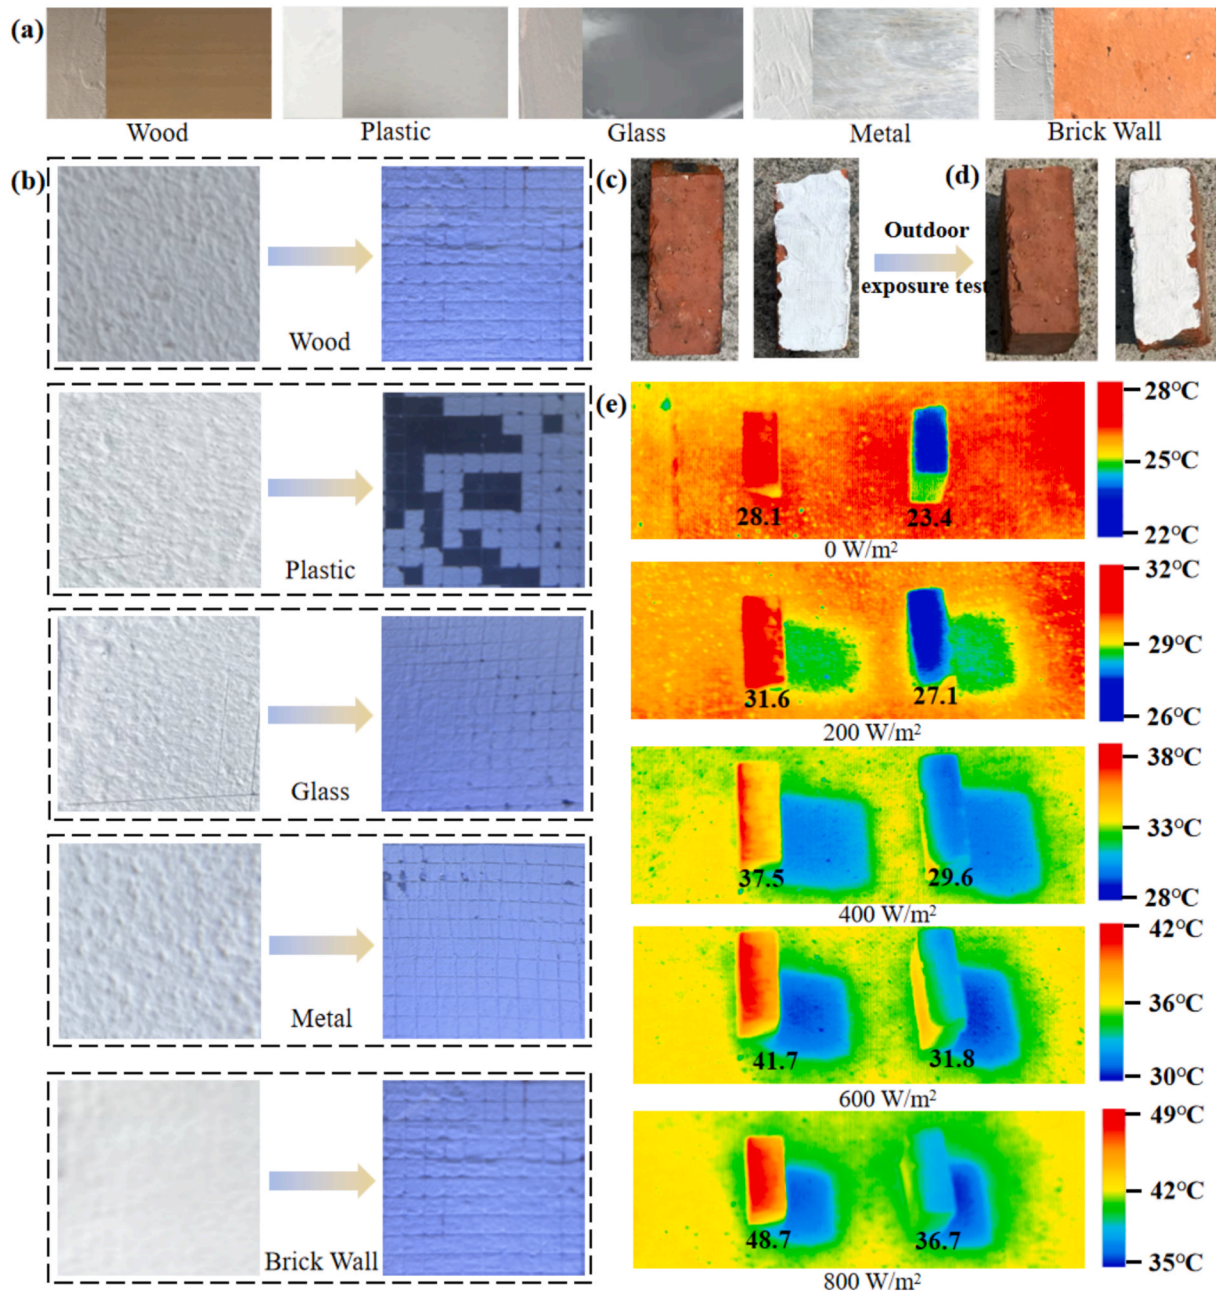 (a)
Wood
Plastic
Glass
Metal
Brick Wall
(b)
Wood
Plastic
Glass
Metal
Brick Wall
(c)
Outdoor
exposure test
(d)
(e)
28.1
23.4
0 W/m²
28℃
25℃
22℃
31.6
27.1
200 W/m²
32℃
29℃
26℃
37.5
29.6
400 W/m²
38℃
33℃
28℃
41.7
31.8
600 W/m²
42℃
36℃
30℃
48.7
36.7
800 W/m²
49℃
42℃
35℃